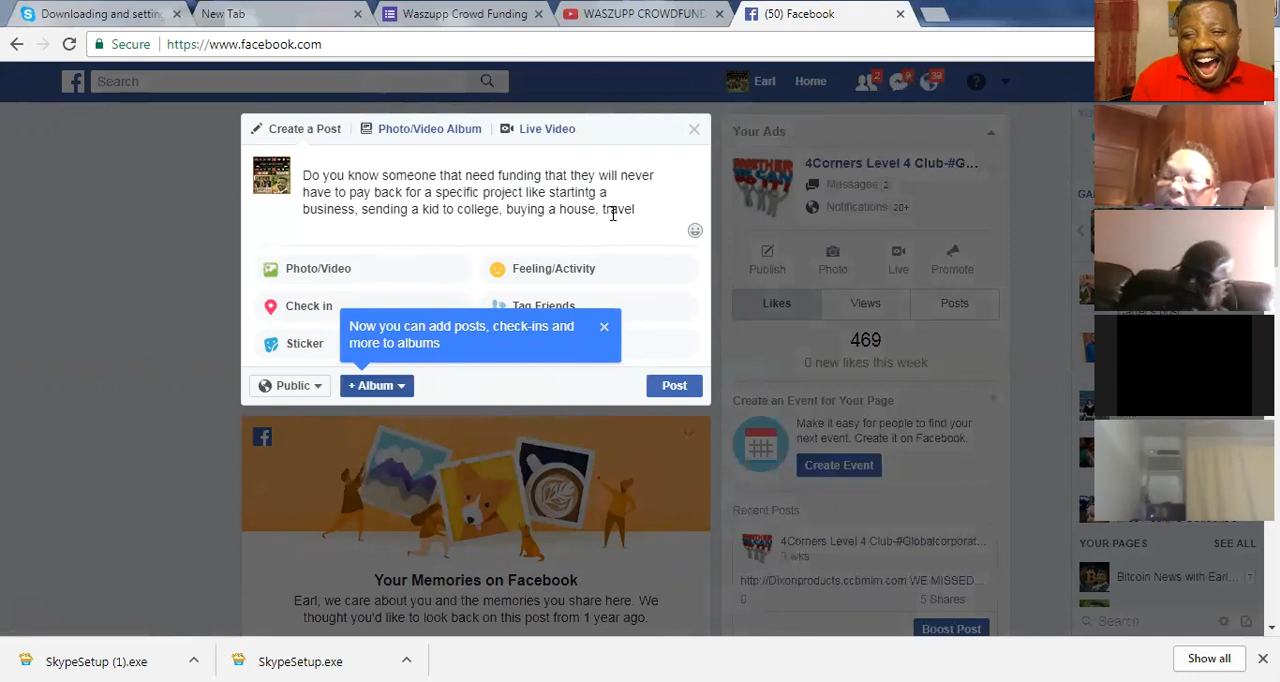 Downloading and settin
New Tab
Waszupp Crowd Funding
WASZUPP CROWDFUND
(50) Facebook
Secure
https://www.facebook.com
Search
Earl
Home
2
9
39
Create a Post
Photo/Video Album
Live Video
Do you know someone that need funding that they will never
have to pay back for a specific project like startintg a
business, sending a kid to college, buying a house, travel
Photo/Video
Feeling/Activity
Check in
Tag Friends
Sticker
Now you can add posts, check-ins and
more to albums
Public
+ Album
Post
Your Memories on Facebook
Earl, we care about you and the memories you share here. We
thought you'd like to look back on this post from 1 year ago.
Your Ads
4Corners Level 4 Club-#G...
Messages 2
Notifications 20+
Publish
Photo
Live
Promote
Likes
Views
Posts
469
0 new likes this week
Create an Event for Your Page
Make it easy for people to find your
next event. Create it on Facebook.
Create Event
Recent Posts
4Corners Level 4 Club-#Globalcorporat...
3 wks
http://Dixonproducts.ccbmlm.com WE MISSED...
0
5 Shares
Boost Post
YOUR PAGES
SEE ALL
Bitcoin News with Earl...
7
Search
SkypeSetup (1).exe
SkypeSetup.exe
Show all